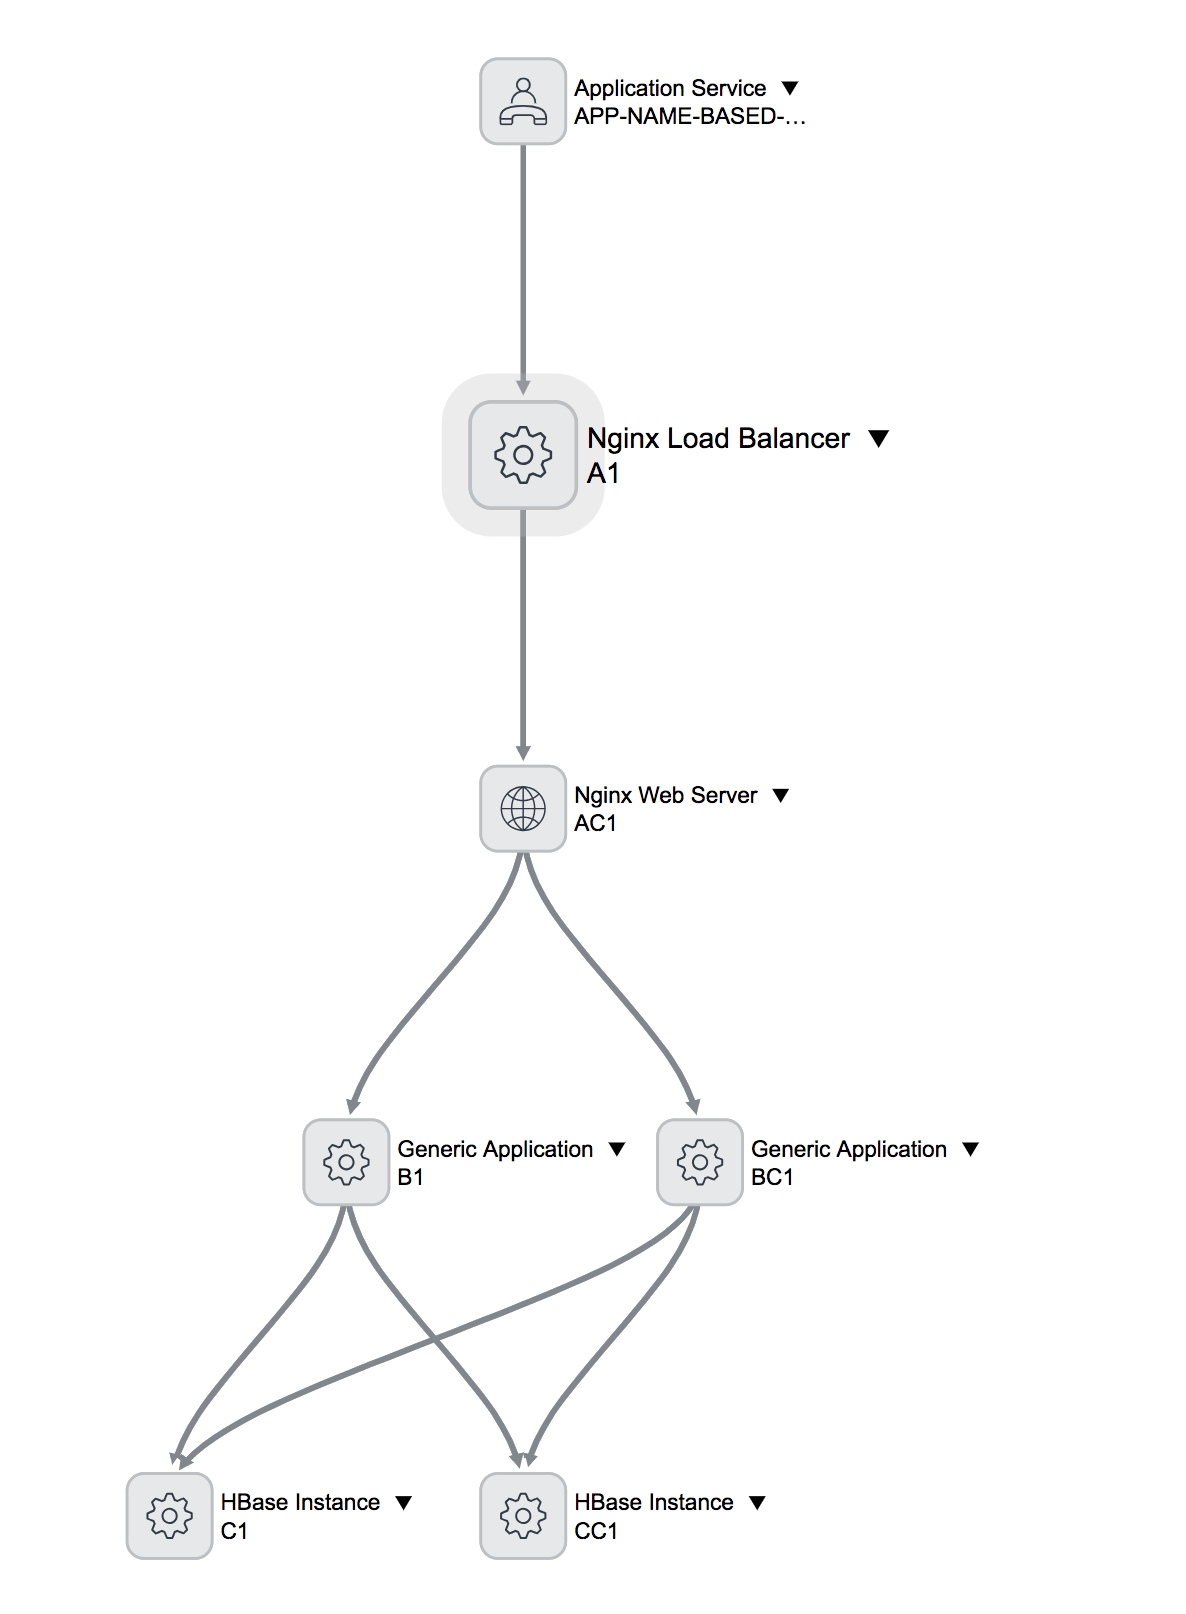 Application Service
APP-NAME-BASED-...
Nginx Load Balancer
A1
Nginx Web Server
AC1
Generic Application
B1
Generic Application
BC1
HBase Instance
C1
HBase Instance
CC1